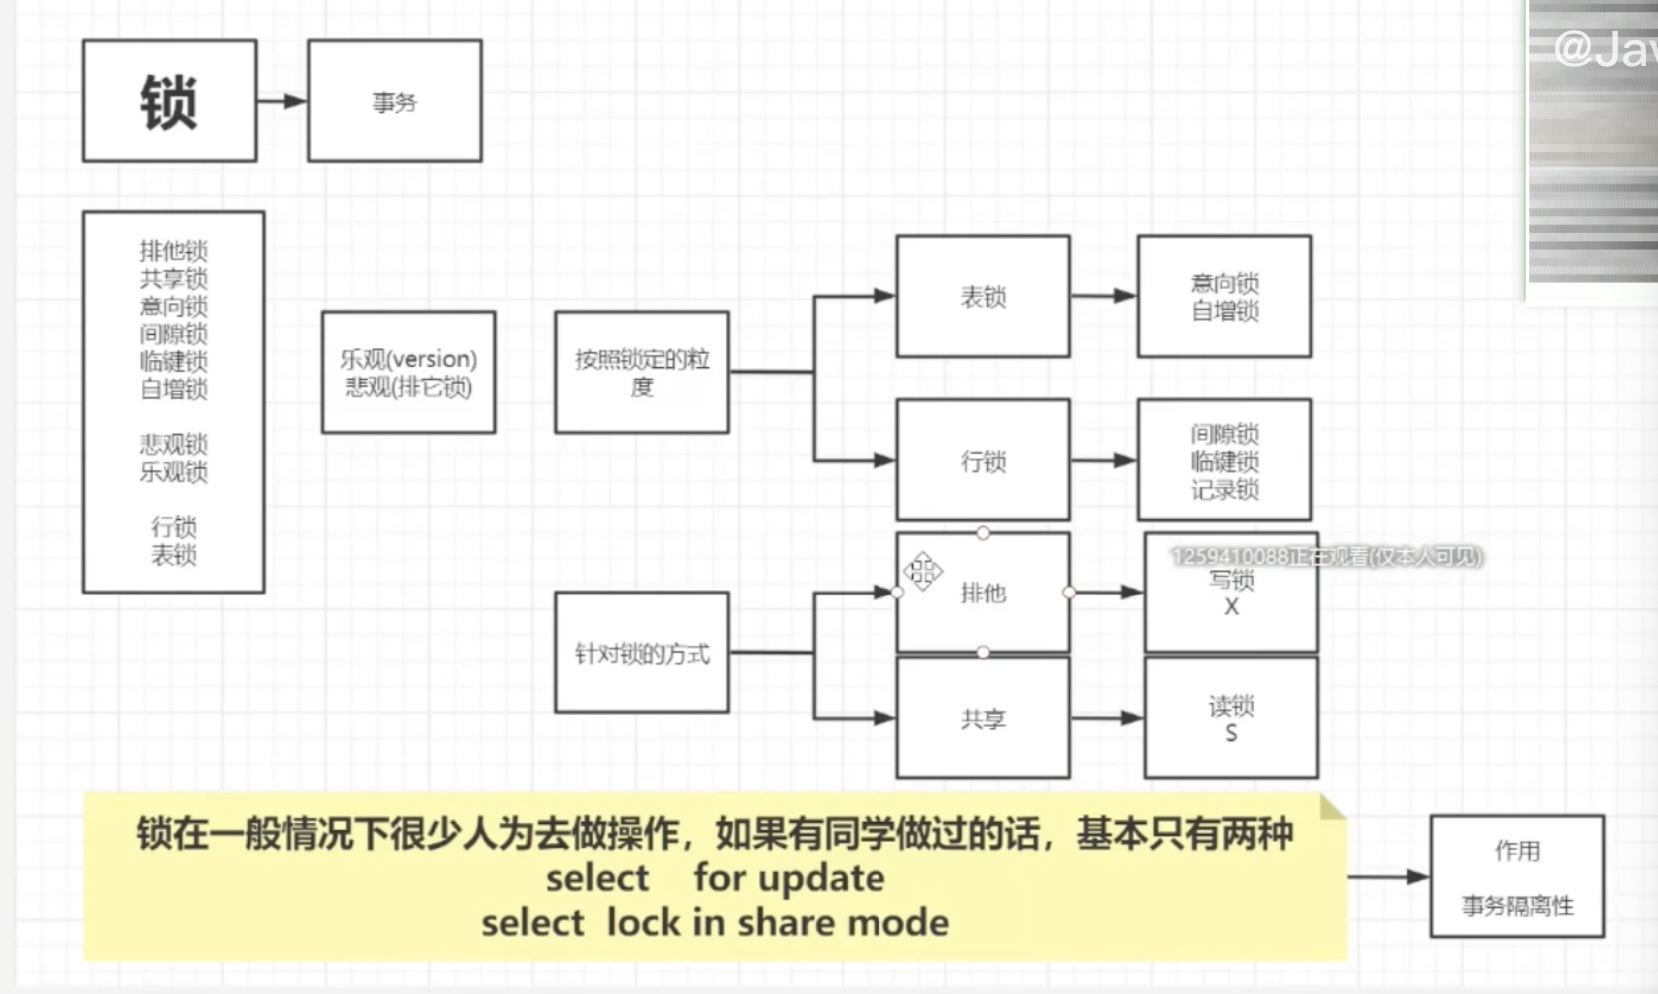 @Jav
锁
事务
排他锁
共享锁
意向锁
间隙锁
临键锁
自增锁
悲观锁
乐观锁
行锁
表锁
乐观(version)
悲观(排它锁)
按照锁定的粒
度
表锁
意向锁
自增锁
行锁
间隙锁
临键锁
记录锁
针对锁的方式
排他
1259410088正在观看(仅本人可见)
写锁
X
共享
读锁
S
锁在一般情况下很少人为去做操作，如果有同学做过的话，基本只有两种
select for update
select lock in share mode
作用
事务隔离性